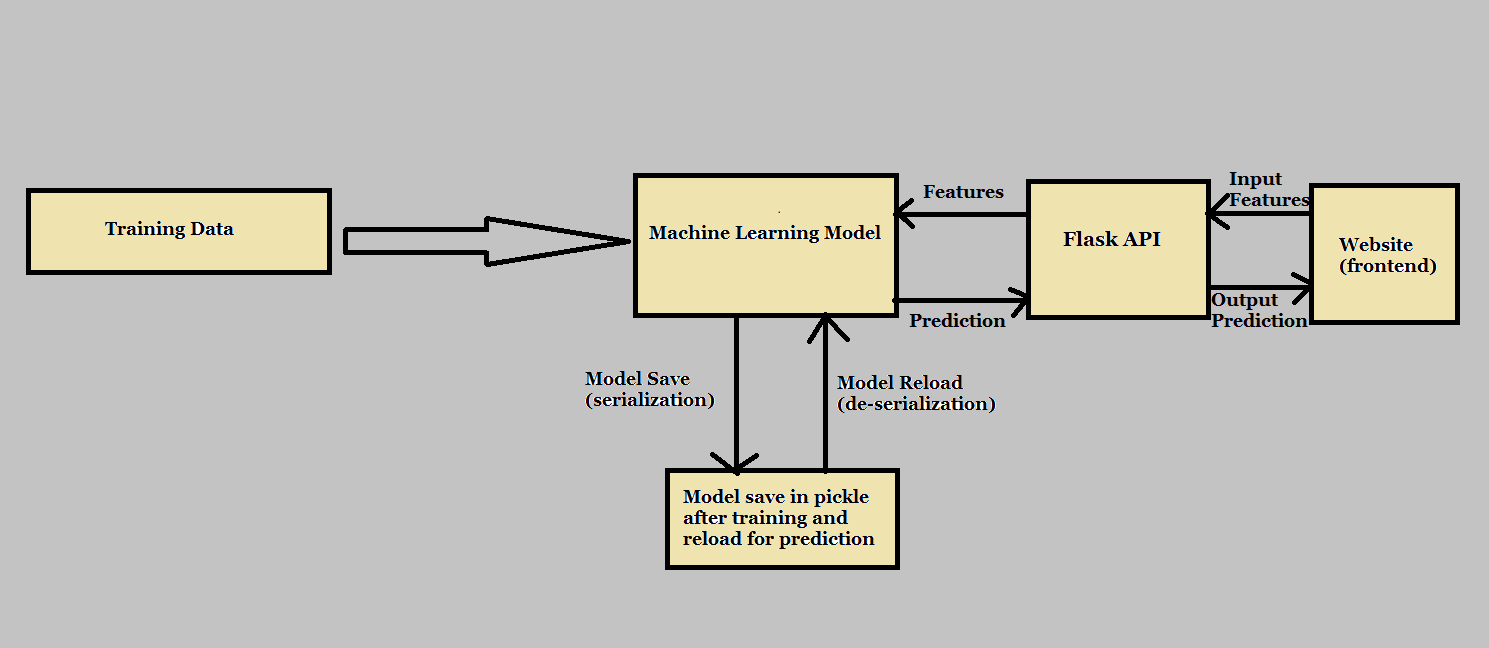 Training Data
Machine Learning Model
Features
Prediction
Flask API
Input
Features
Output
Prediction
Website
(frontend)
Model Save
(serialization)
Model Reload
(de-serialization)
Model save in pickle
after training and
reload for prediction